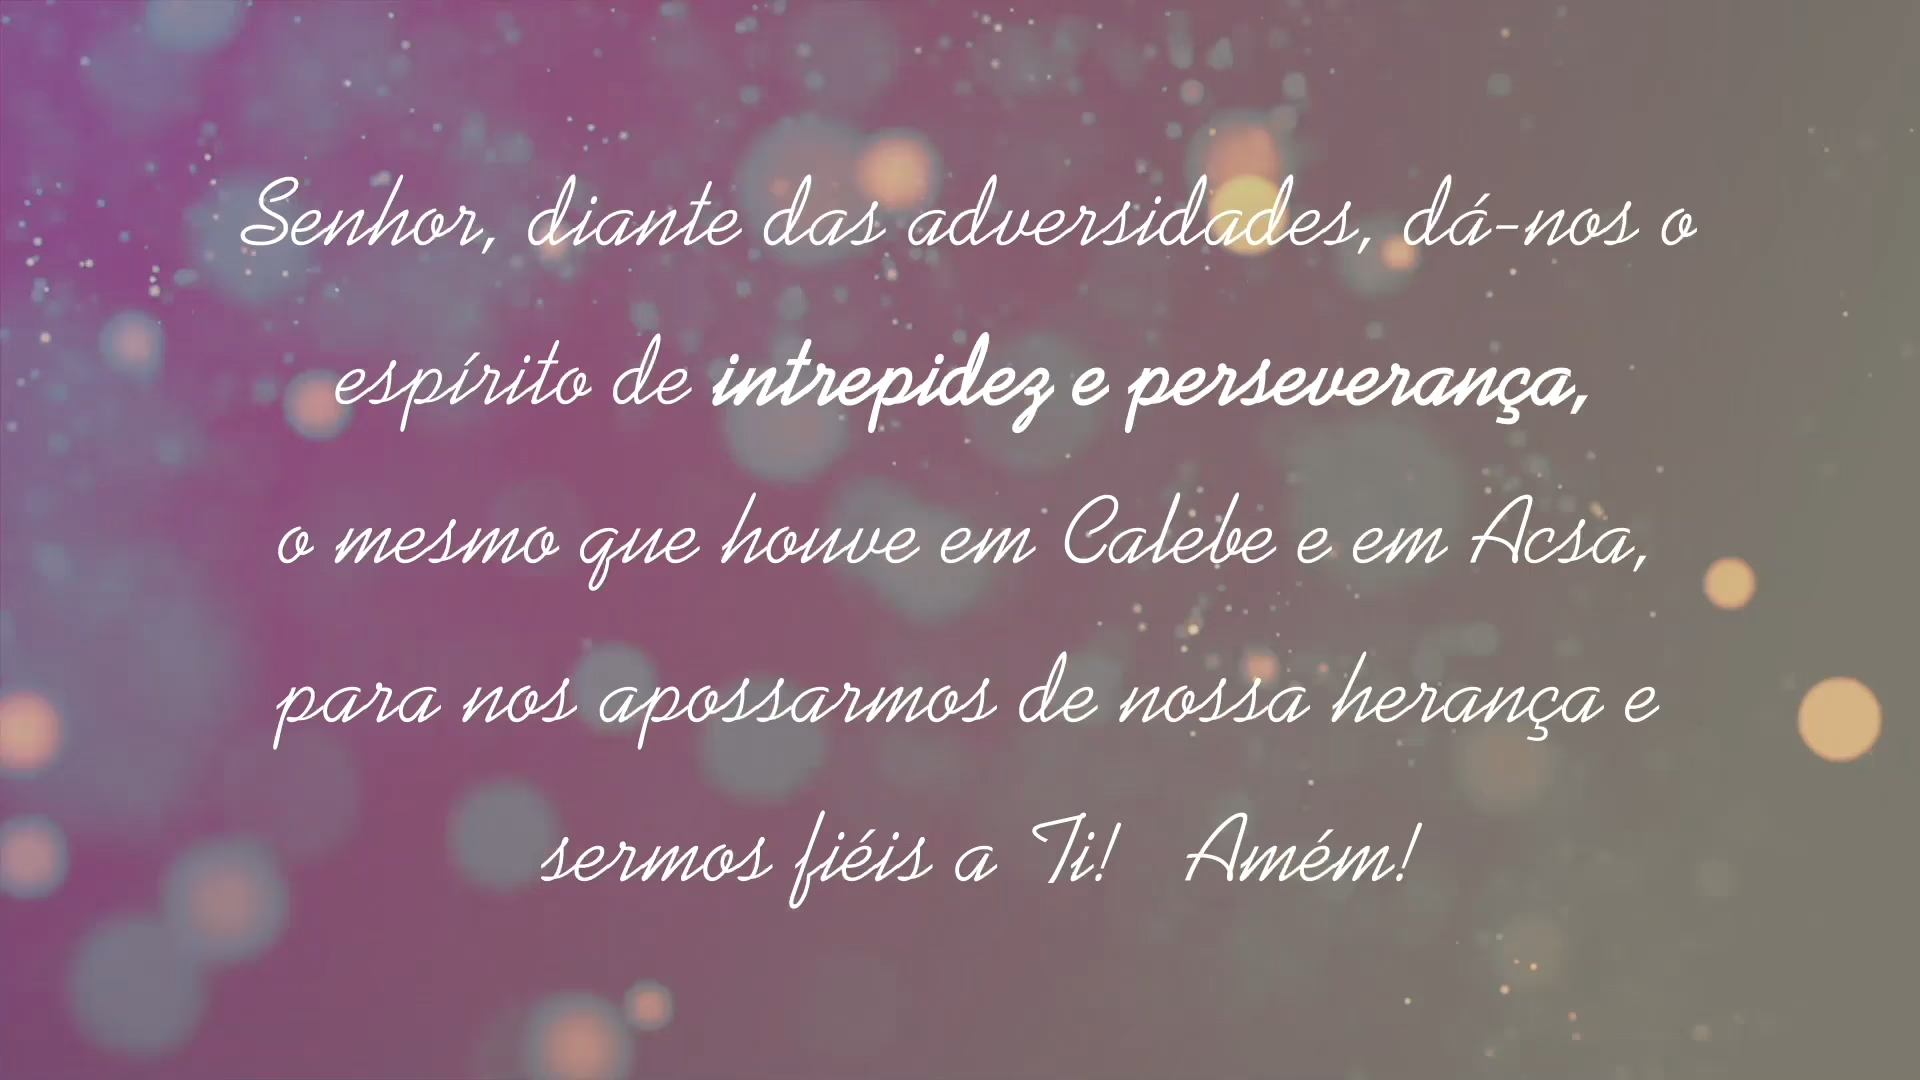 Senhor, diante das adversidades, dá-nos o
espírito de intrepidez e perseverança,
o mesmo que houve em Calebe e em Acsa,
para nos apossarmos de nossa herança e
sermos fiéis a Ti! Amém!